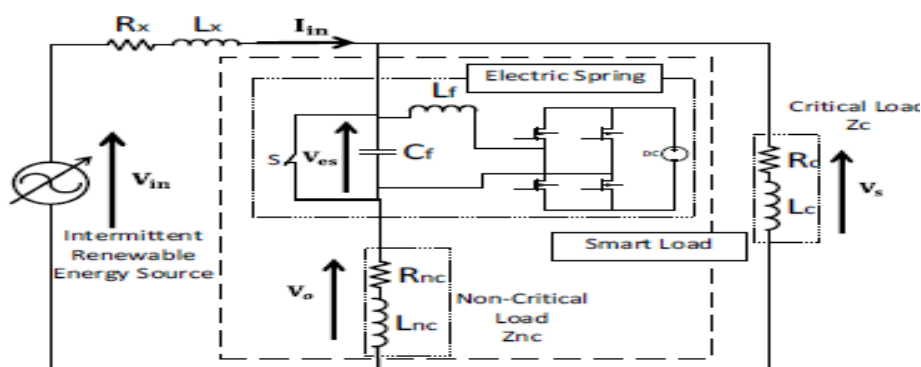 Rx Lx Iin
Electric Spring
Lf
Critical Load
Zc
S
Ves
Cf
DC
Vin
Rc
Lc
Vs
Intermittent
Renewable
Energy Source
Smart Load
Vo
Rnc
Lnc
Non-Critical
Load
Znc